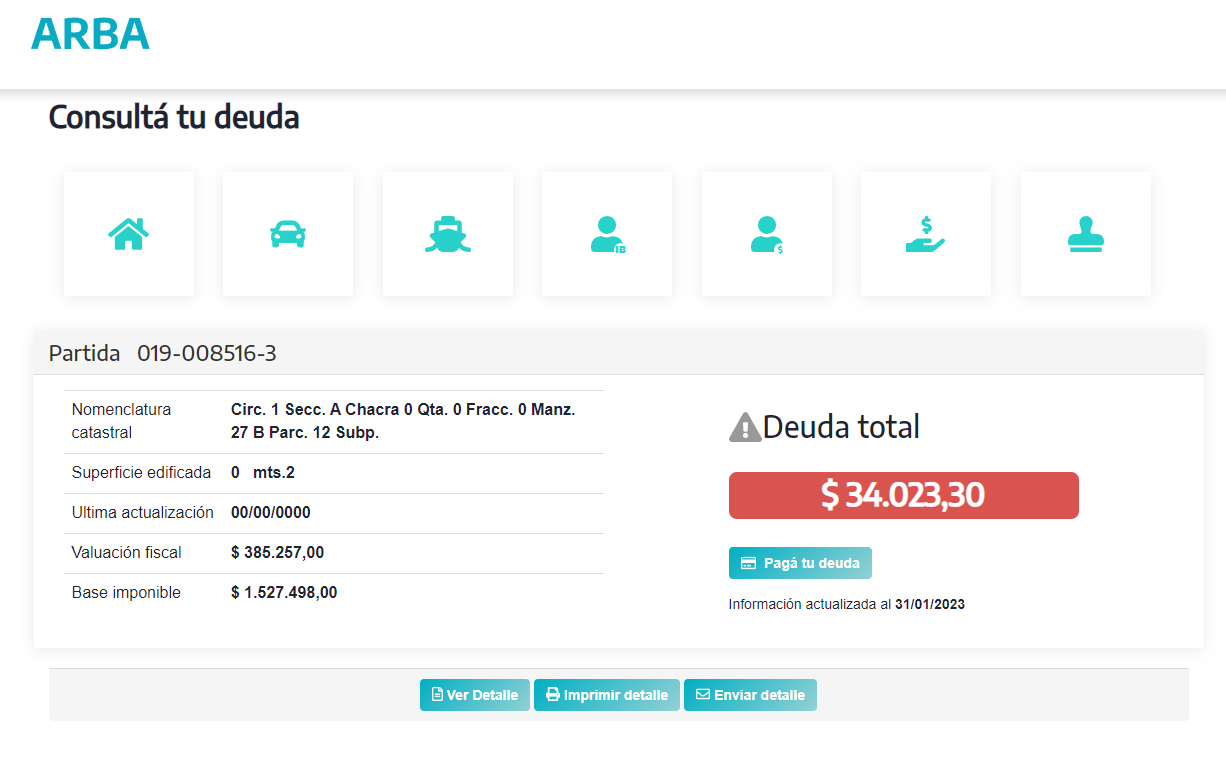 ARBA
Consultá tu deuda
IB
$
$
Partida 019-008516-3
Nomenclatura catastral
Circ. 1 Secc. A Chacra 0 Qta. 0 Fracc. 0 Manz.
27 B Parc. 12 Subp.
Superficie edificada 0 mts.2
Ultima actualización 00/00/0000
Valuación fiscal $ 385.257,00
Base imponible $ 1.527.498,00
Deuda total
$ 34.023,30
Pagá tu deuda
Información actualizada al 31/01/2023
Ver Detalle Imprimir detalle Enviar detalle